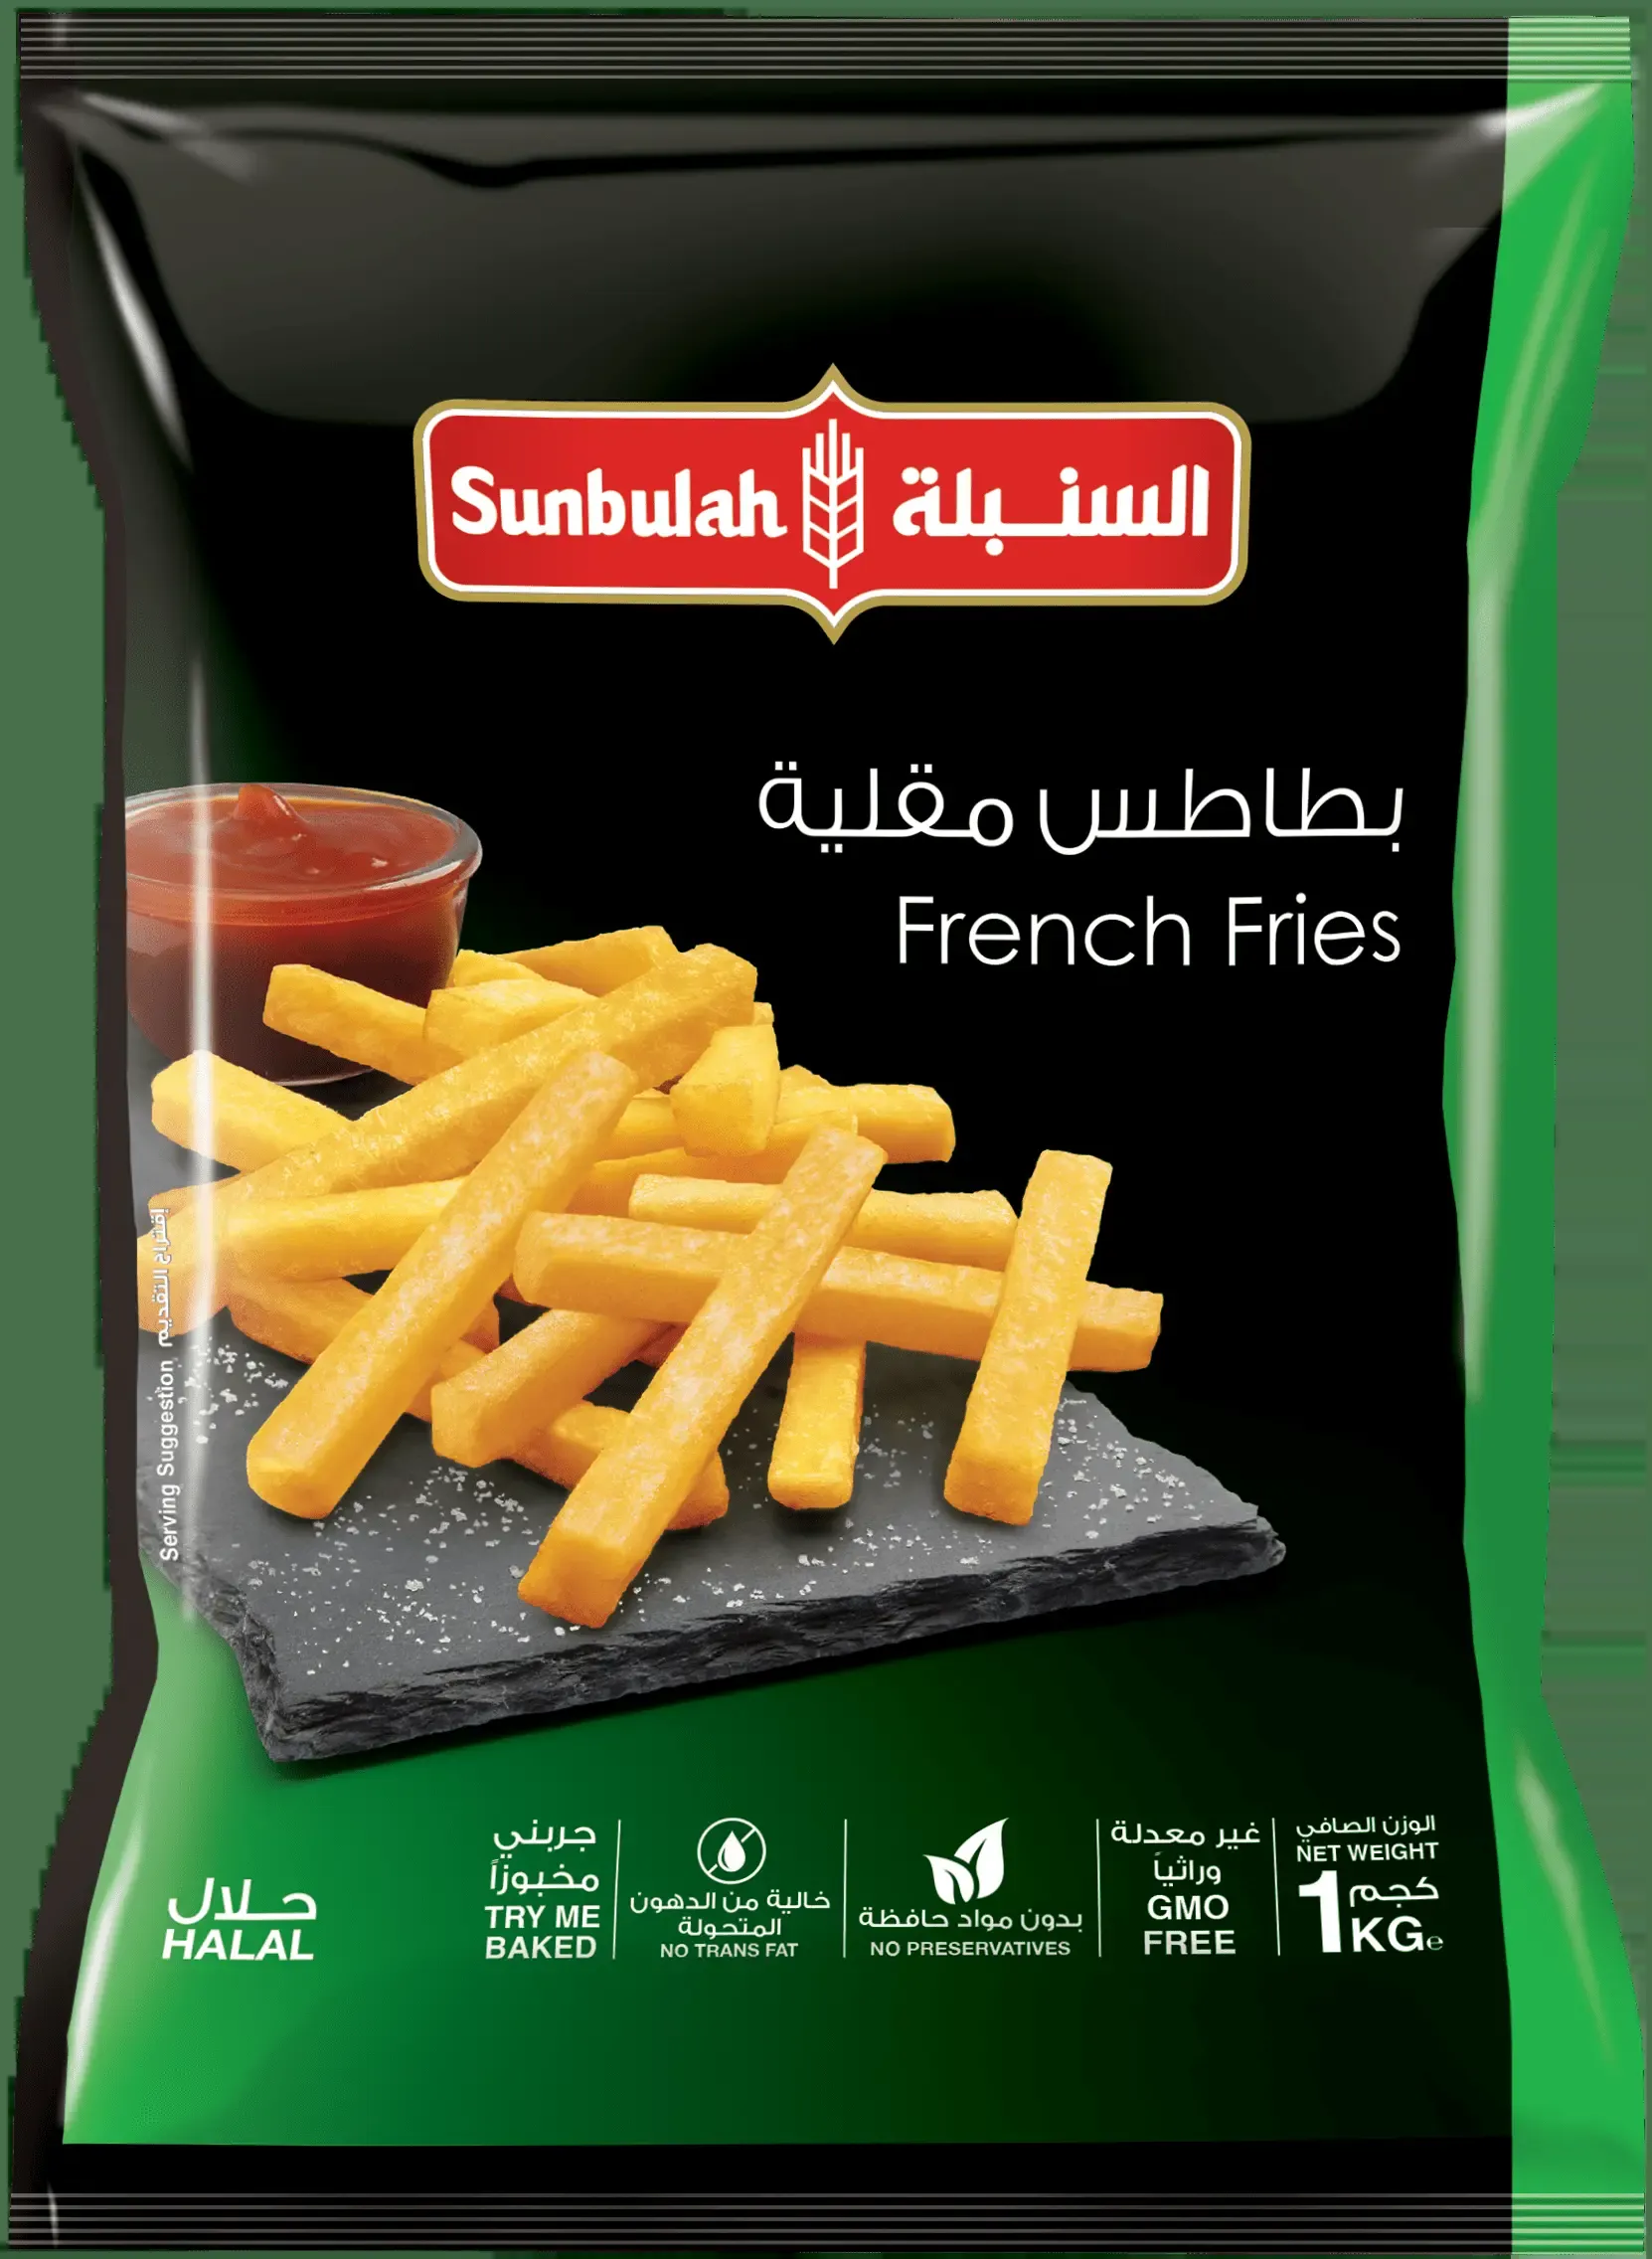 Sunbulah السنبلة
بطاطس مقلية
French Fries
Serving Suggestion إقتراح التقديم
حلال
HALAL
جربني
مخبوزاً
TRY ME
BAKED
خالية من الدهون
المتحولة
NO TRANS FAT
بدون مواد حافظة
NO PRESERVATIVES
غير معدلة
وراثياً
GMO
FREE
الوزن الصافي
NET WEIGHT
1 كجم
KG e